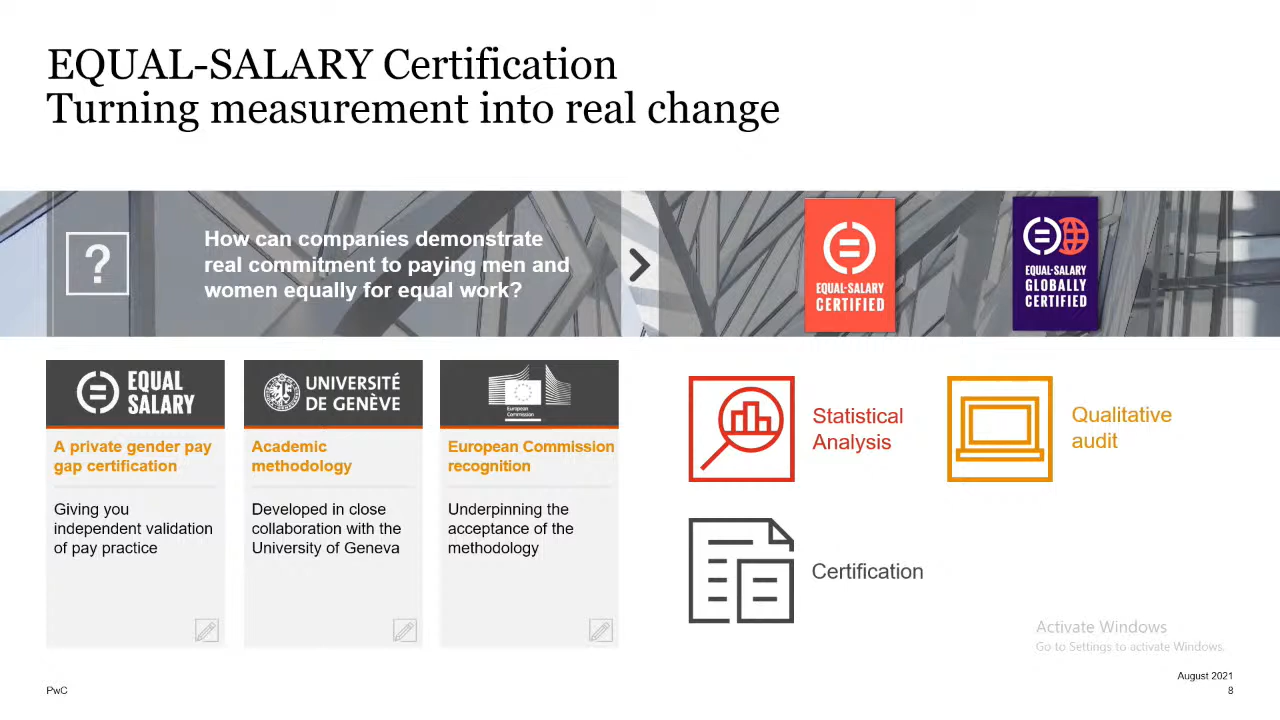 EQUAL-SALARY Certification
Turning measurement into real change
?
How can companies demonstrate
real commitment to paying men and
women equally for equal work?
EQUAL-SALARY
CERTIFIED
EQUAL-SALARY
GLOBALLY
CERTIFIED
EQUAL
SALARY
A private gender pay
gap certification
Giving you
independent validation
of pay practice
UNIVERSITÉ
DE GENÈVE
Academic
methodology
Developed in close
collaboration with the
University of Geneva
European
Commission
European Commission
recognition
Underpinning the
acceptance of the
methodology
Statistical
Analysis
Qualitative
audit
Certification
Activate Windows
Go to Settings to activate Windows.
August 2021
PwC
8